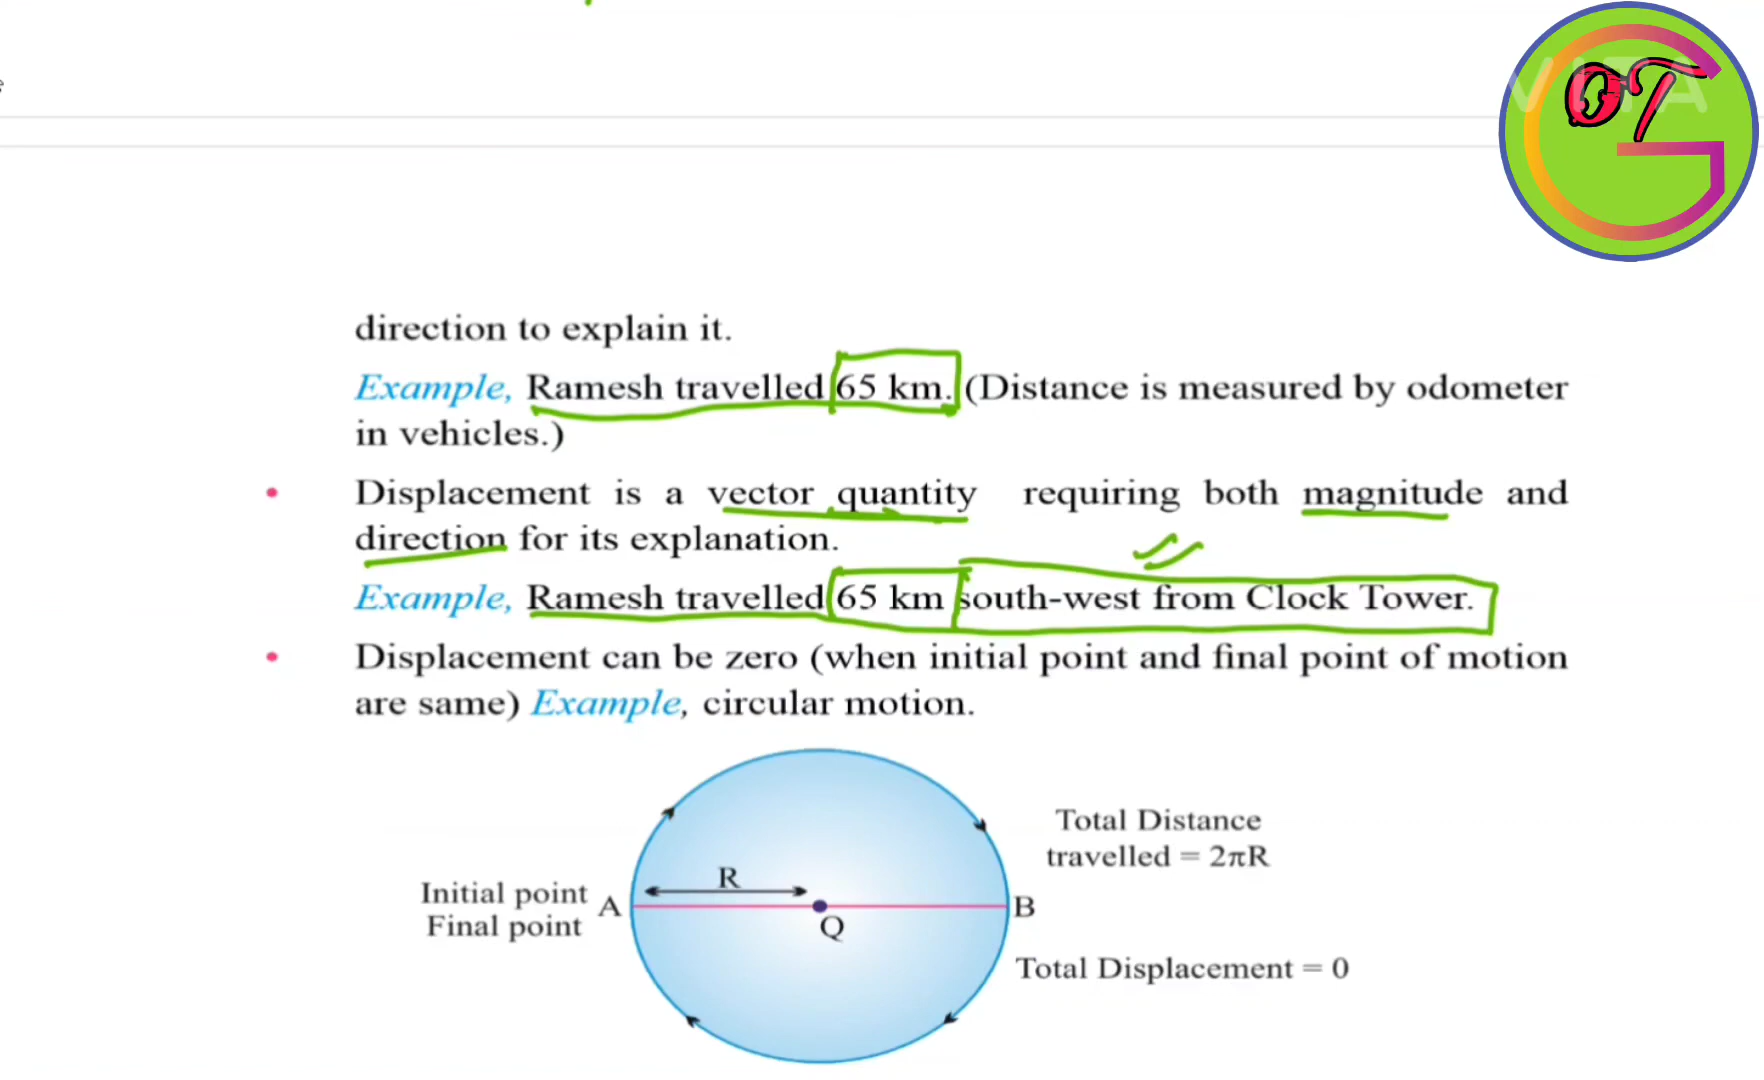 VITA
direction to explain it.
Example, Ramesh travelled 65 km. (Distance is measured by odometer
in vehicles.)
• Displacement is a vector quantity requiring both magnitude and
direction for its explanation.
Example, Ramesh travelled 65 km south-west from Clock Tower.
• Displacement can be zero (when initial point and final point of motion
are same) Example, circular motion.
Total Distance
travelled = 2πR
R
Initial point
Final point
A
Q
B
Total Displacement = 0